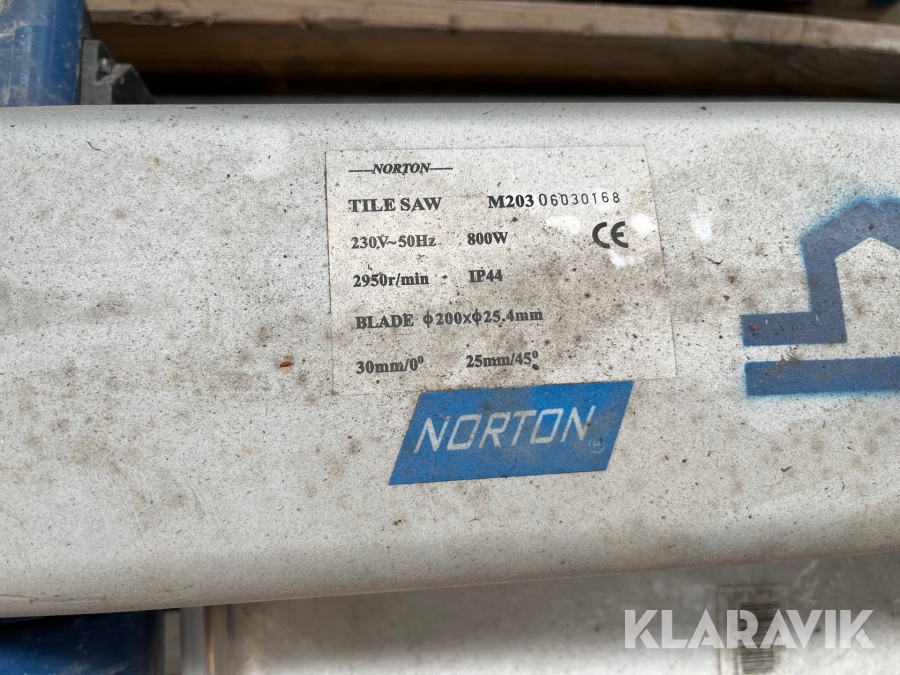 NORTON
TILE SAW M203 06030168
230V~50Hz 800W CE
2950r/min IP44
BLADE ϕ200xϕ25.4mm
30mm/0° 25mm/45°
NORTON®
KLARAVIK